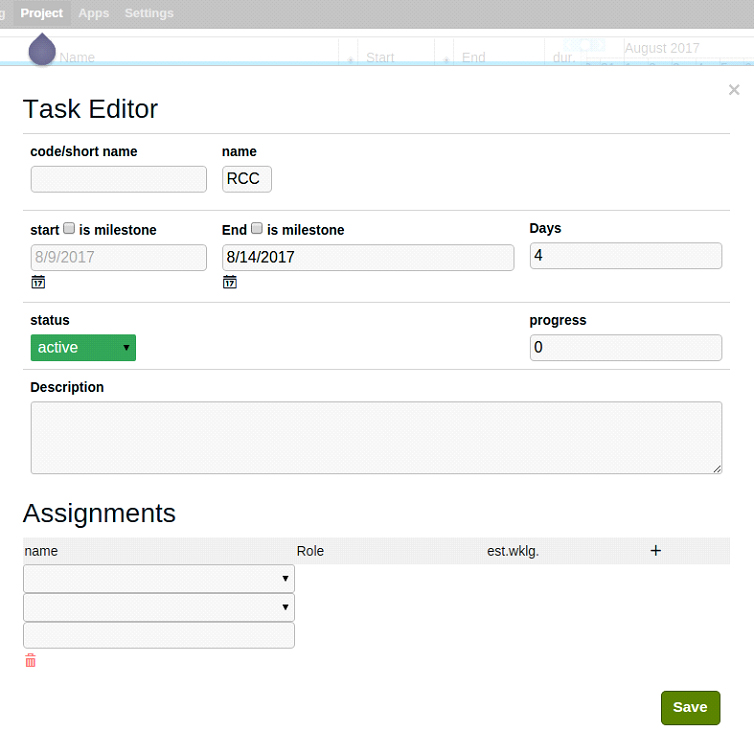 g Project Apps Settings
Name Start End dur. August 2017
Task Editor
code/short name name
RCC
start is milestone End is milestone Days
8/9/2017 8/14/2017 4
17 17
status progress
active 0
Description
Assignments
name Role est.wklg. +
Save